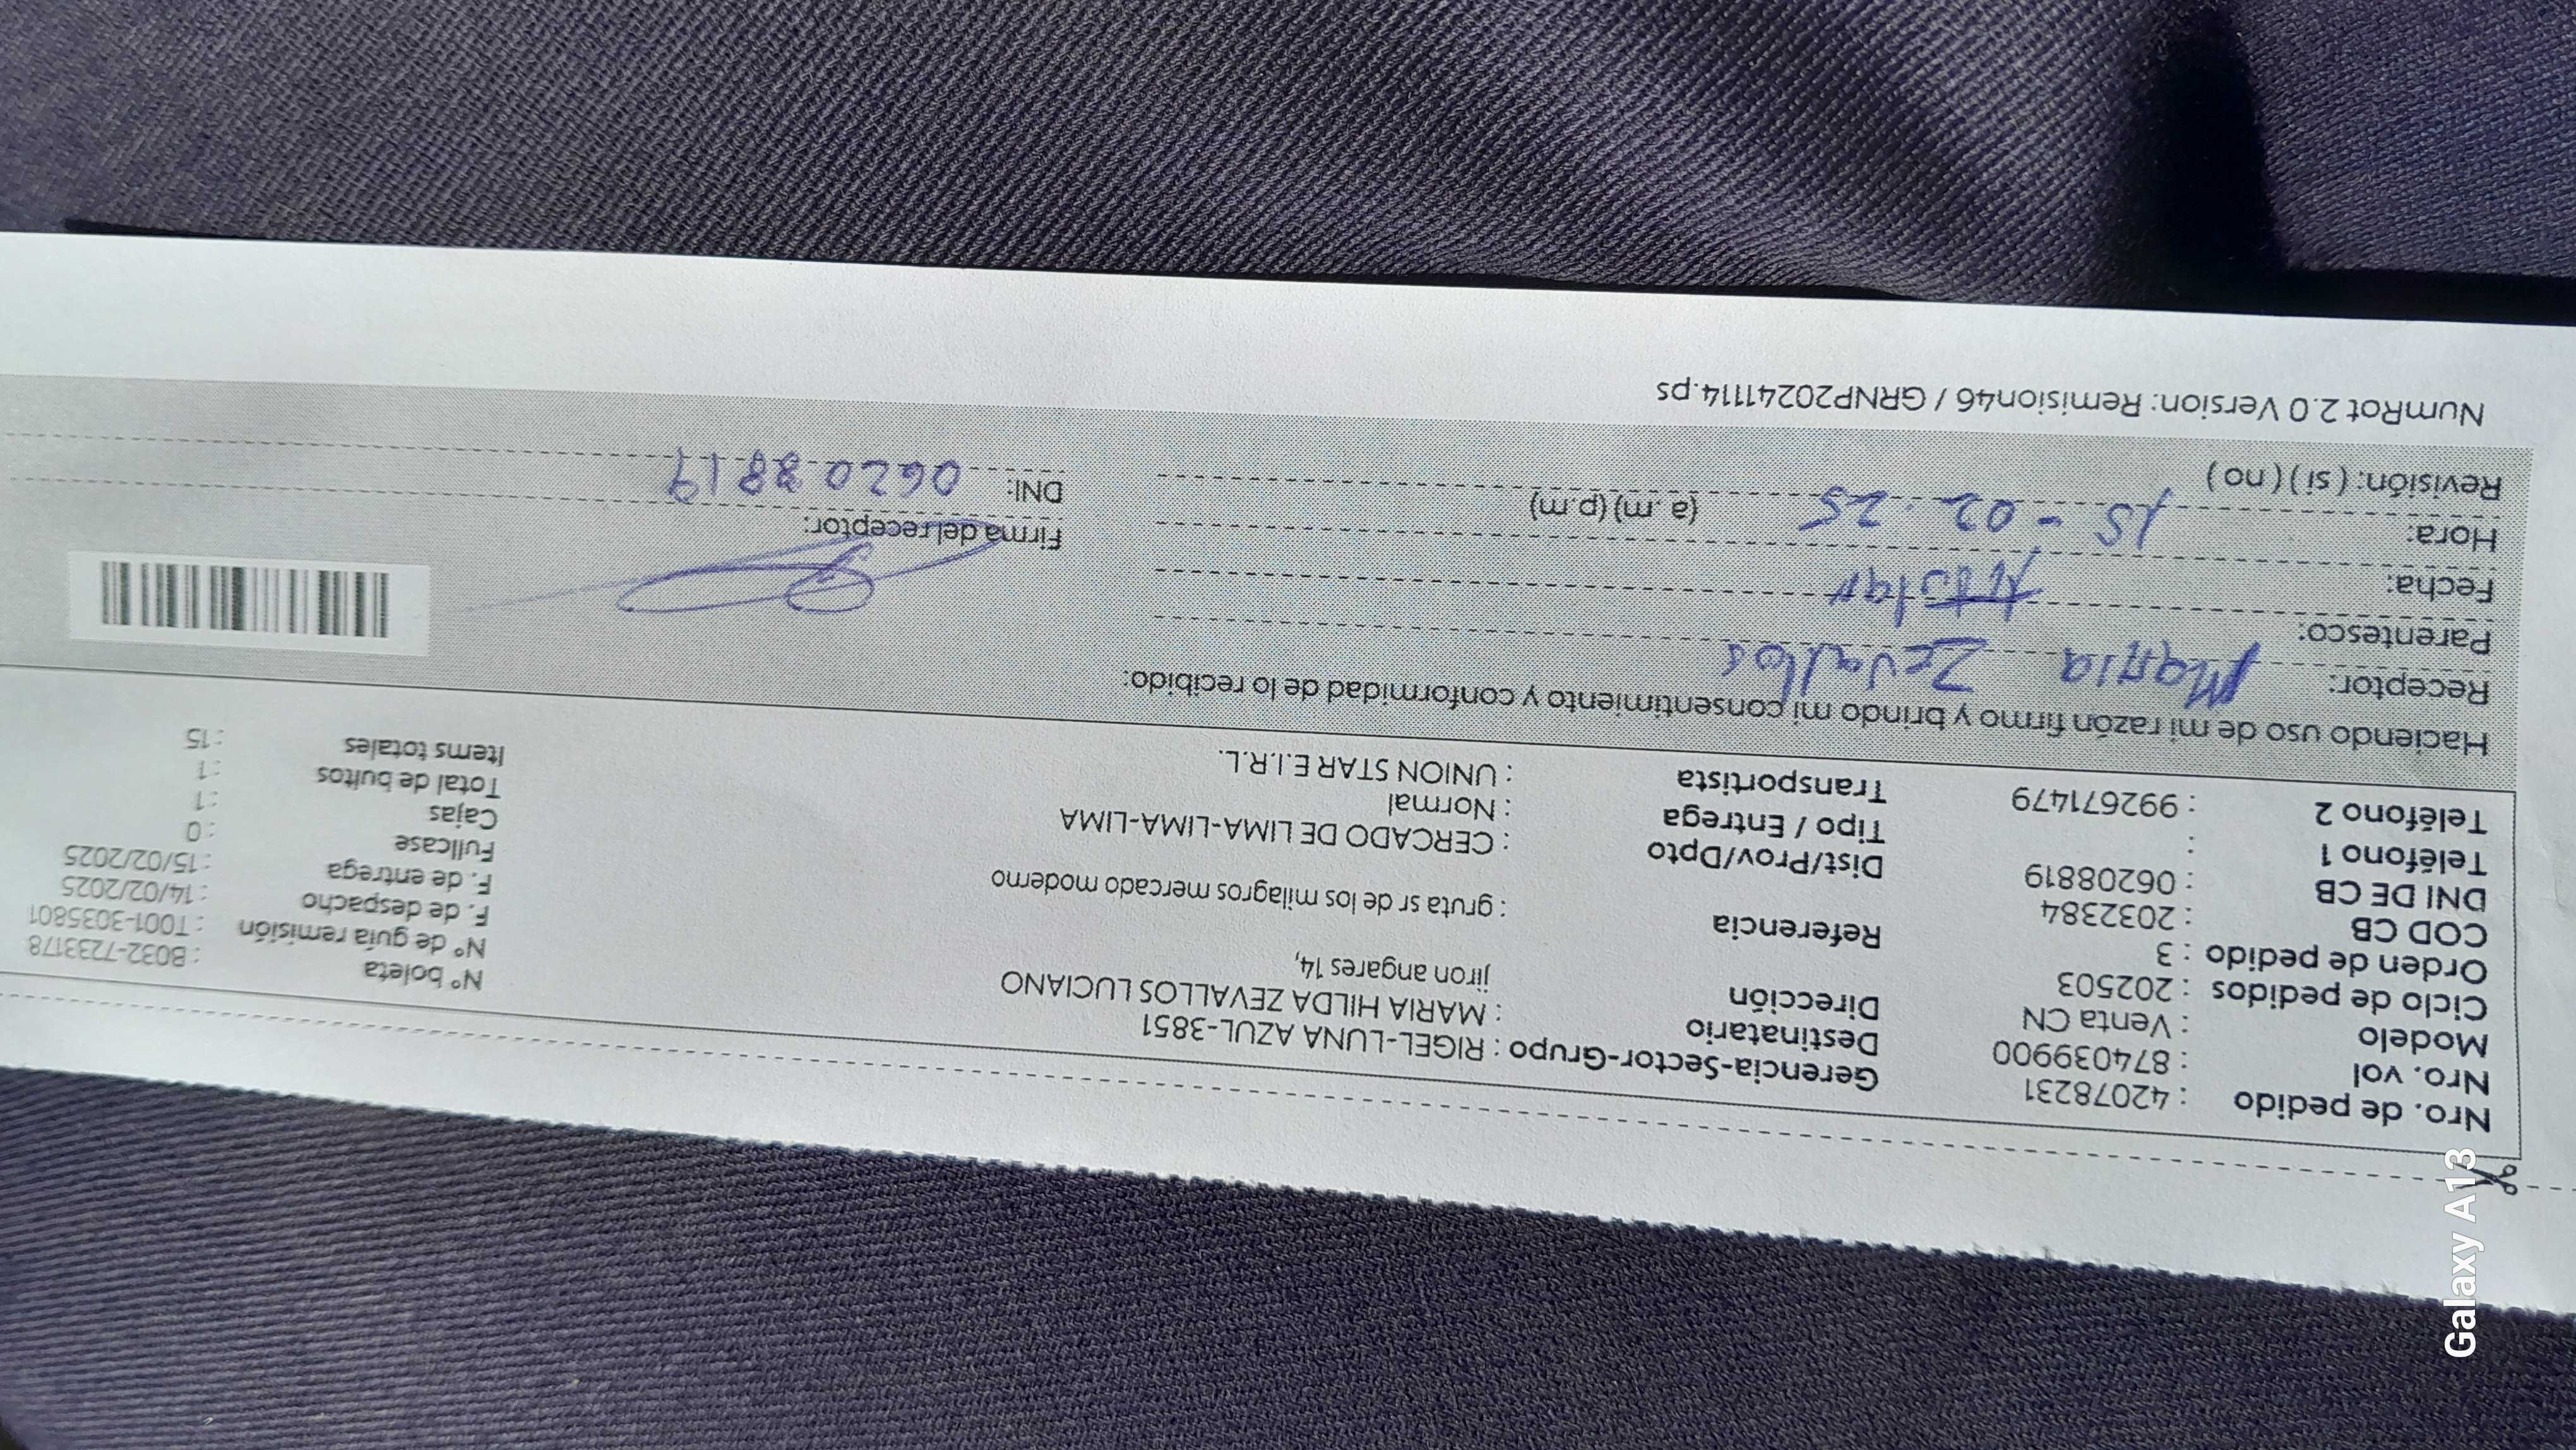 Nro. de pedido : 42078231
Nro. vol : 874039900
Modelo : Venta CN
Ciclo de pedidos : 202503
Orden de pedido : 3
COD CB : 2032384
DNI DE CB : 06208819
Teléfono 1 :
Teléfono 2 : 992671479
Gerencia-Sector-Grupo : RIGEL-LUNA AZUL-3851
Destinatario : MARIA HILDA ZEVALLOS LUCIANO
Dirección jiron angares 14,
Referencia : gruta sr de los milagros mercado moderno
Dist/Prov/Dpto : CERCADO DE LIMA-LIMA-LIMA
Tipo / Entrega : Normal
Transportista : UNION STAR E.I.R.L.
N° boleta : B032-7233178
N° de guía remisión : T001-3035801
F. de despacho : 14/02/2025
F. de entrega : 15/02/2025
Fullcase : 0
Cajas : 1
Total de bultos : 1
Items totales : 15
Haciendo uso de mi razón firmo y brindo mi consentimiento y conformidad de lo recibido:
Receptor: Maria Zevallos
Parentesco: titular
Fecha:
Hora: 15-02-25 (a.m) (p.m)
Revisión: ( si ) ( no )
Firma del receptor:
DNI: 06208819
NumRot 2.0 Version: Remision46 / GRNP20241114.ps
Galaxy A13